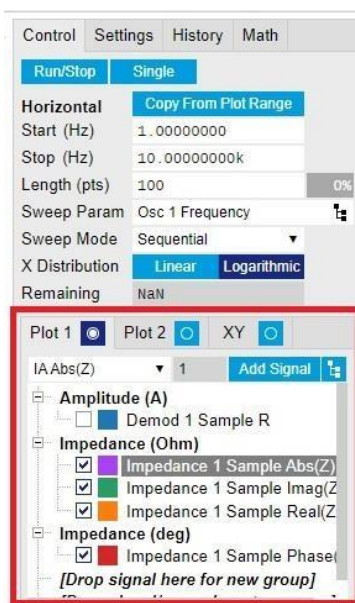 Control Settings History Math
Run/Stop Single
Horizontal Copy From Plot Range
Start (Hz) 1.00000000
Stop (Hz) 10.0000000k
Length (pts) 100 0%
Sweep Param Osc 1 Frequency
Sweep Mode Sequential
X Distribution Linear Logarithmic
Remaining NaN
Plot 1 Plot 2 XY
IA Abs(Z) 1 Add Signal
Amplitude (A)
Demod 1 Sample R
Impedance (Ohm)
Impedance 1 Sample Abs(Z)
Impedance 1 Sample Imag(Z
Impedance 1 Sample Real(Z
Impedance (deg)
Impedance 1 Sample Phase(
[Drop signal here for new group]